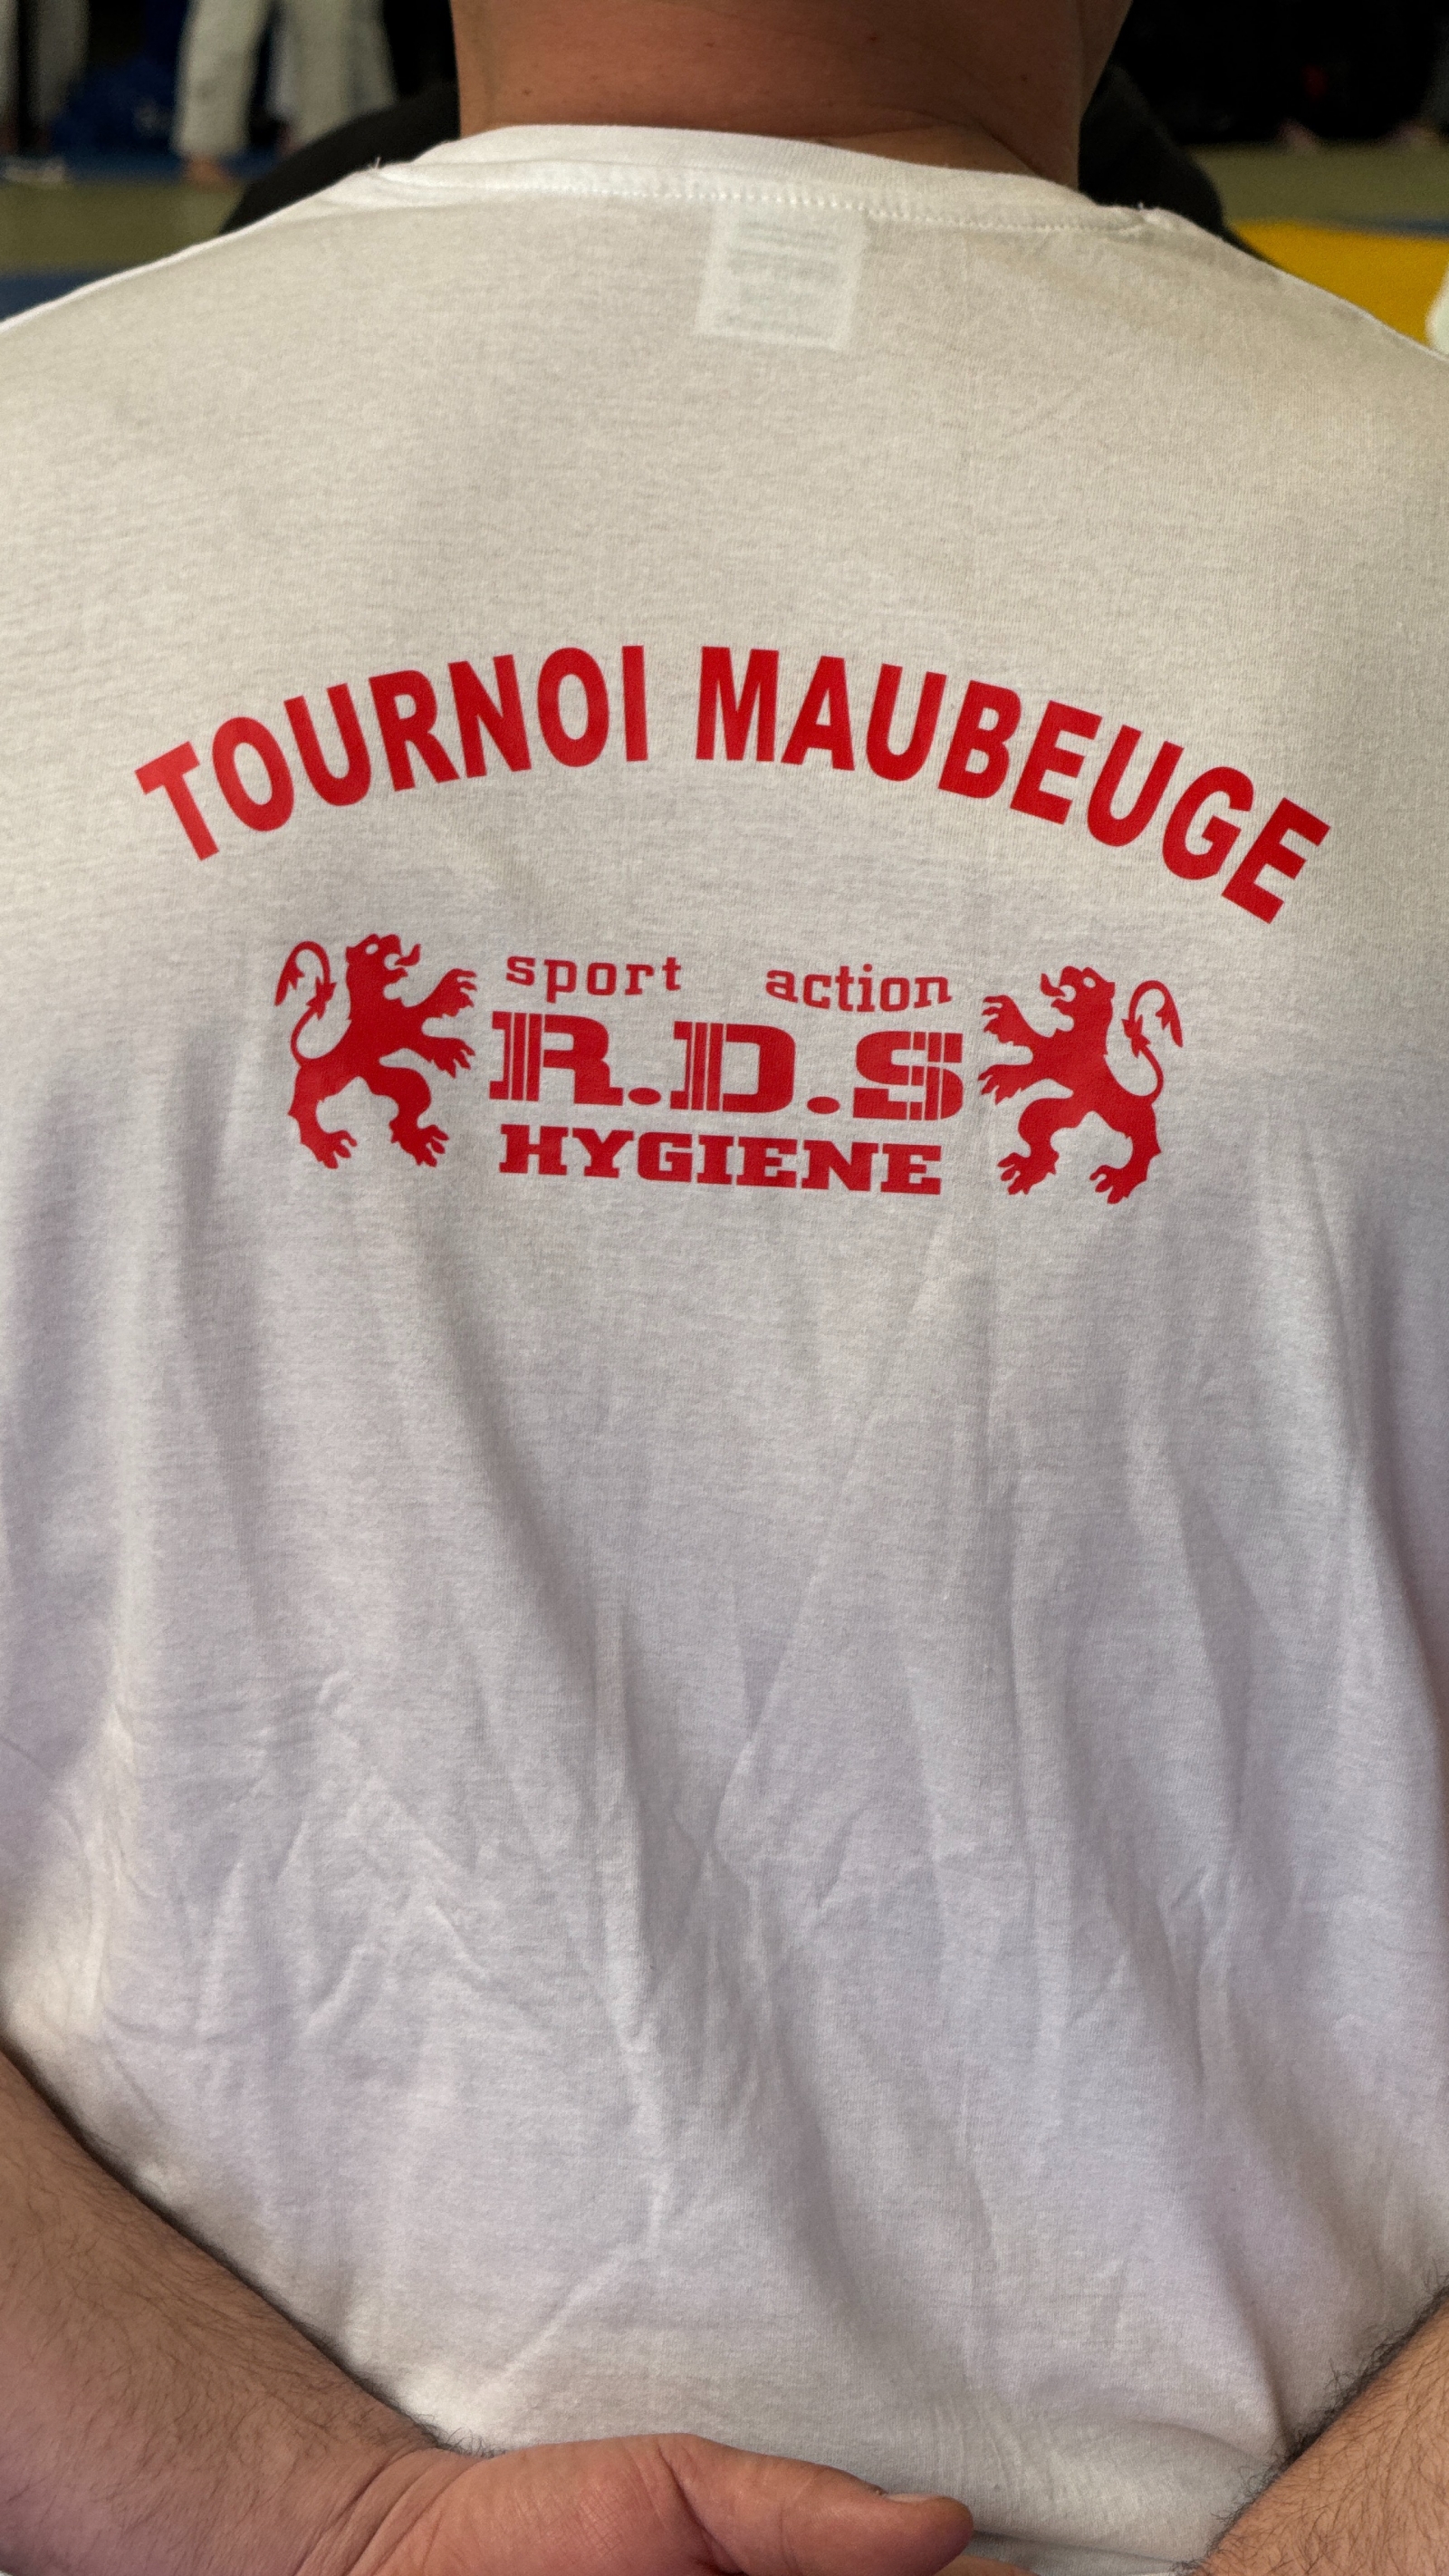 TOURNOI MAUBEUGE
sport action
R.D.S
HYGIENE